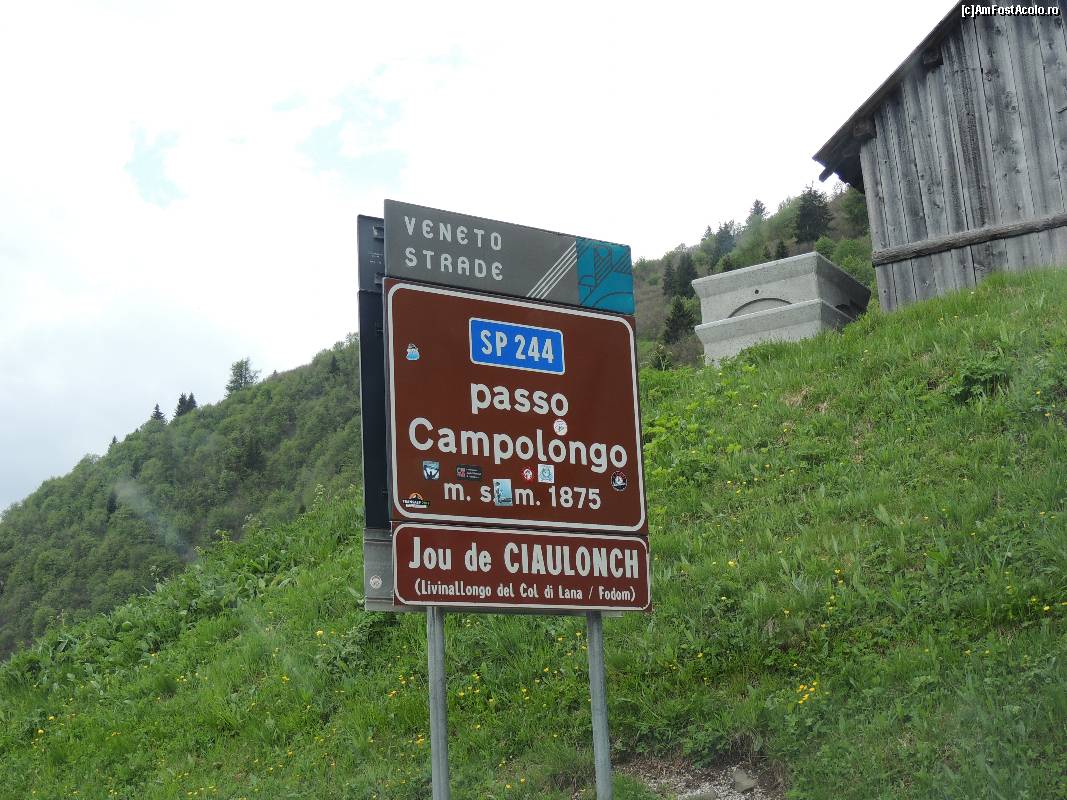 [c]AmFostAcolo.ro
VENETO
STRADE
SP 244
passo
Campolongo
m. s. m. 1875
Jou de CIAULONCH
(Livinallongo del Col di Lana / Fodom)